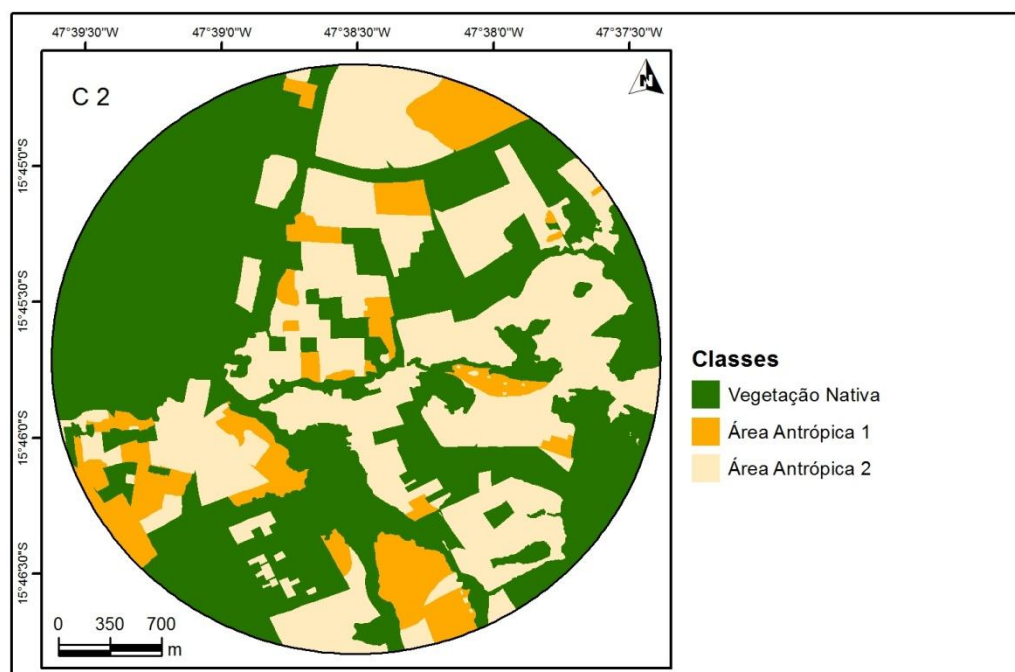 47°39'30"W 47°39'0"W 47°38'30"W 47°38'0"W 47°37'30"W
C 2
N
15°45'0"S
15°45'30"S
15°46'0"S
15°46'30"S
Classes
Vegetação Nativa
Área Antrópica 1
Área Antrópica 2
0 350 700
m